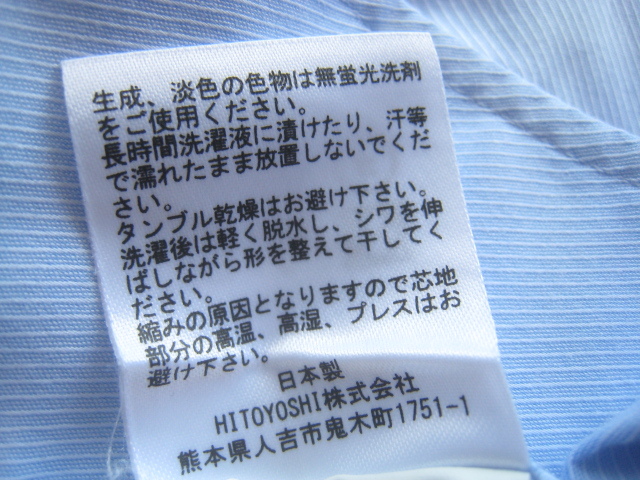 生成、淡色の色物は無蛍光洗剤
をご使用ください。
長時間洗濯液に漬けたり、汗等
で濡れたまま放置しないでくだ
さい。
タンブル乾燥はお避け下さい。
洗濯後は軽く脱水し、シワを伸
ばしながら形を整えて干してく
ださい。
縮みの原因となりますので芯地
部分の高温、高湿、プレスはお
避け下さい。
日本製
HITOYOSHI株式会社
熊本県人吉市鬼木町1751-1